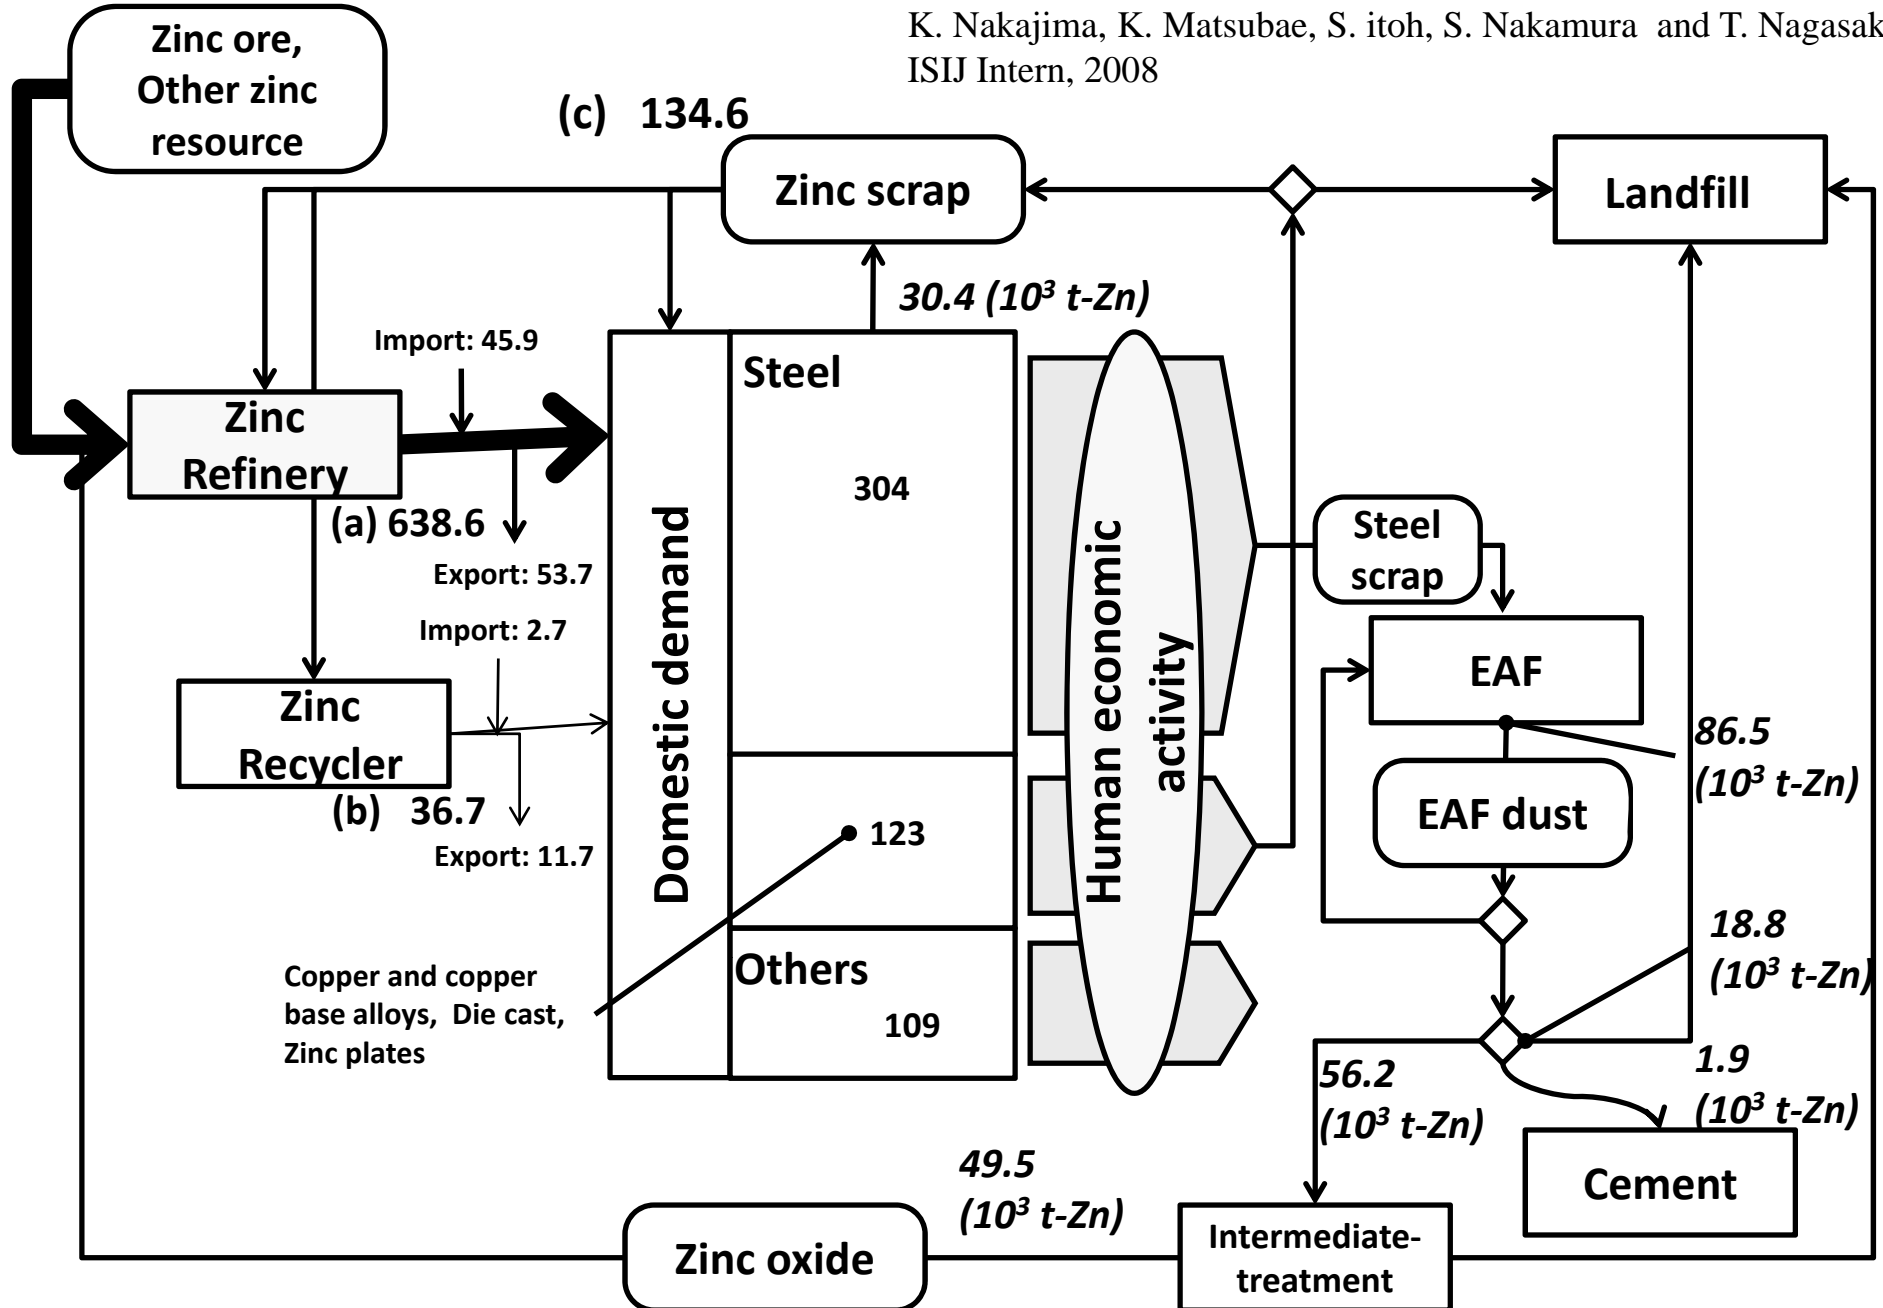 K. Nakajima, K. Matsubae, S. itoh, S. Nakamura and T. Nagasak
ISIJ Intern, 2008
Zinc ore,
Other zinc
resource
(c) 134.6
Zinc scrap
Landfill
30.4 (10³ t-Zn)
Import: 45.9
Steel
Zinc
Refinery
304
(a) 638.6
Export: 53.7
Import: 2.7
Domestic demand
Human economic
activity
Steel
scrap
EAF
Zinc
Recycler
86.5
(10³ t-Zn)
EAF dust
(b) 36.7
Export: 11.7
123
18.8
(10³ t-Zn)
Copper and copper
base alloys, Die cast,
Zinc plates
Others
109
56.2
(10³ t-Zn)
1.9
(10³ t-Zn)
Cement
49.5
(10³ t-Zn)
Zinc oxide
Intermediate-
treatment